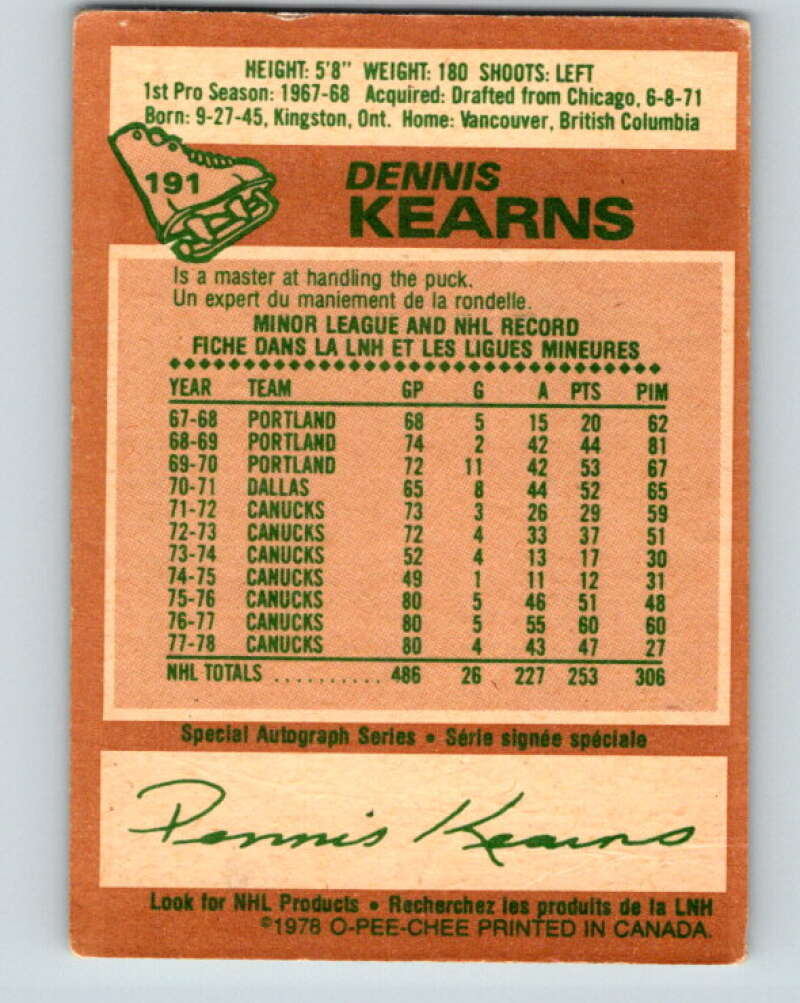 HEIGHT: 5'8" WEIGHT: 180 SHOOTS: LEFT
1st Pro Season: 1967-68 Acquired: Drafted from Chicago, 6-8-71
Born: 9-27-45, Kingston, Ont. Home: Vancouver, British Columbia
191
DENNIS
KEARNS
Is a master at handling the puck.
Un expert du maniement de la rondelle.
MINOR LEAGUE AND NHL RECORD
FICHE DANS LA LNH ET LES LIGUES MINEURES
YEAR TEAM GP G A PTS PIM
67-68 PORTLAND 68 5 15 20 62
68-69 PORTLAND 74 2 42 44 81
69-70 PORTLAND 72 11 42 53 67
70-71 DALLAS 65 8 44 52 65
71-72 CANUCKS 73 3 26 29 59
72-73 CANUCKS 72 4 33 37 51
73-74 CANUCKS 52 4 13 17 30
74-75 CANUCKS 49 1 11 12 31
75-76 CANUCKS 80 5 46 51 48
76-77 CANUCKS 80 5 55 60 60
77-78 CANUCKS 80 4 43 47 27
NHL TOTALS .......... 486 26 227 253 306
Special Autograph Series • Série signée spéciale
Dennis Kearns
Look for NHL Products • Recherchez les produits de la LNH
©1978 O-PEE-CHEE PRINTED IN CANADA.